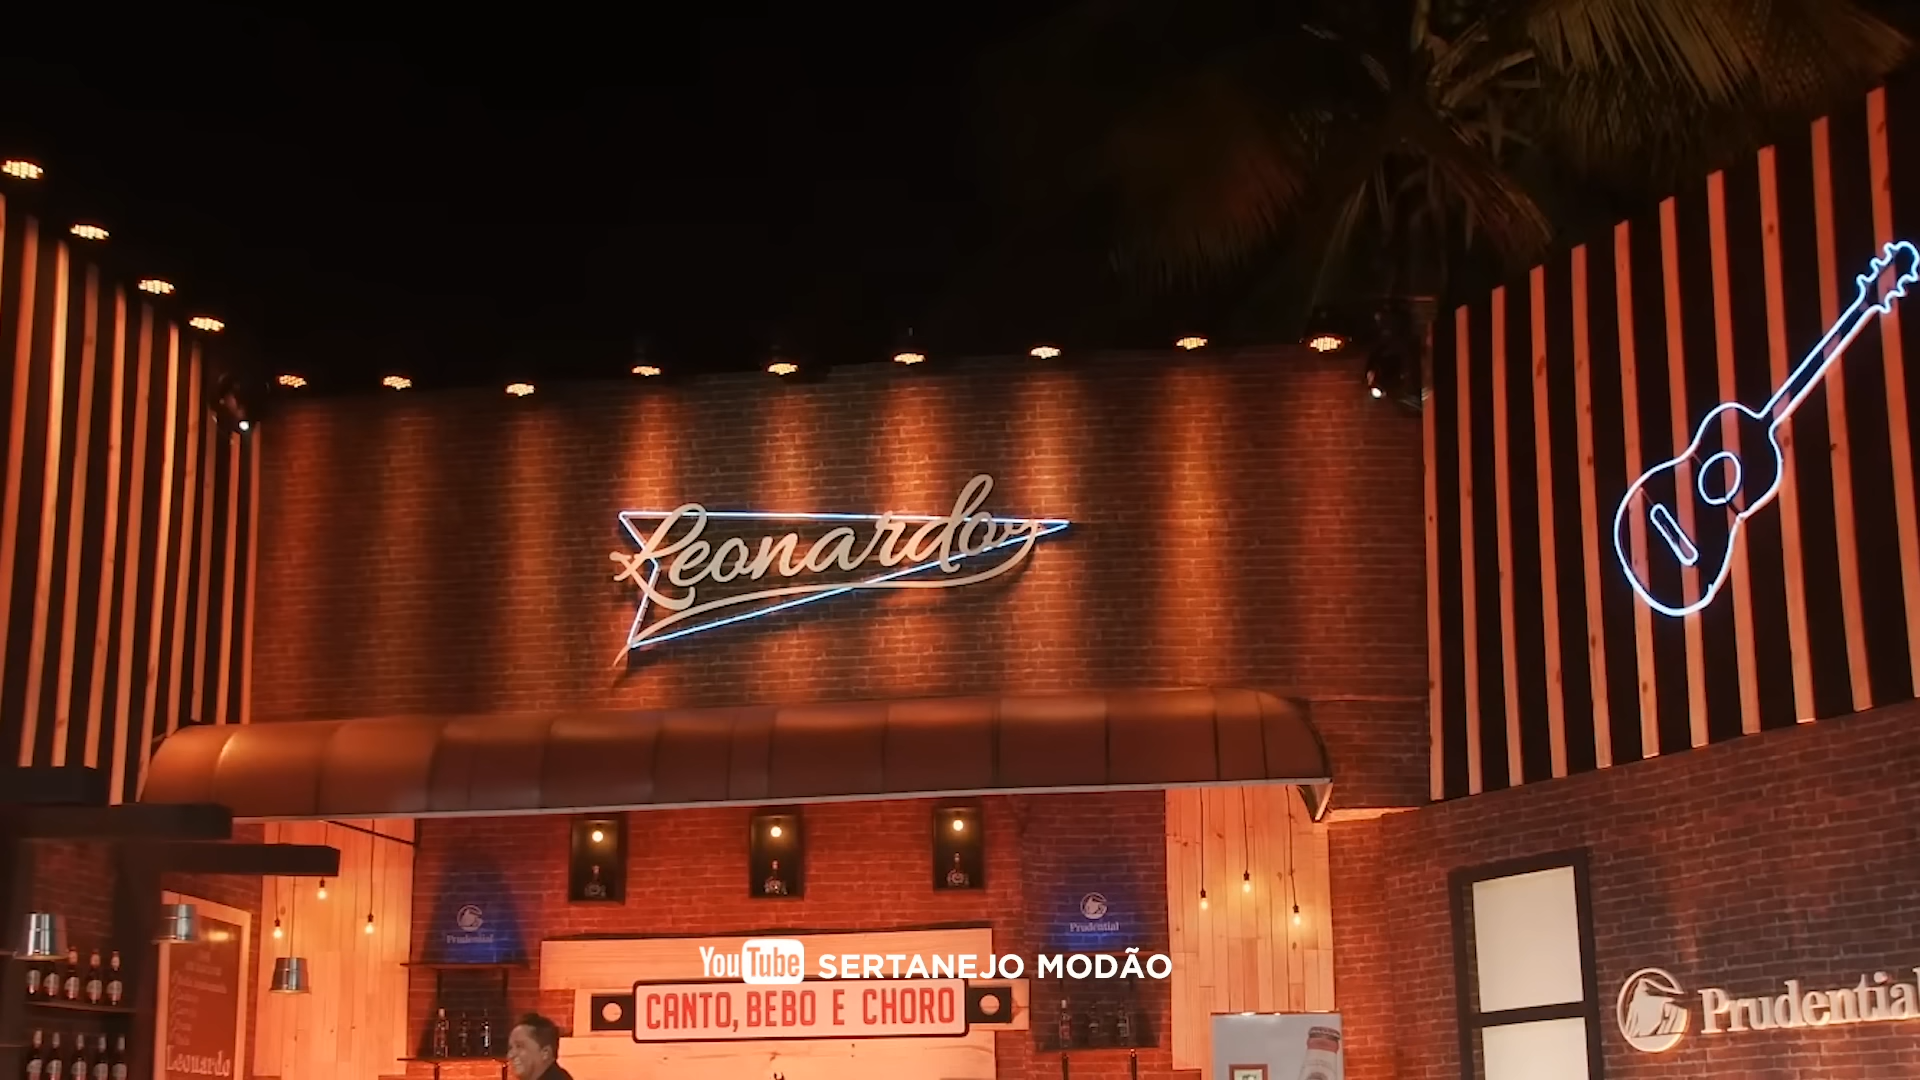 Leonardo
Prudential
Prudential
YouTube SERTANEJO MODÃO
CANTO, BEBO E CHORO
Prudential
Leonardo